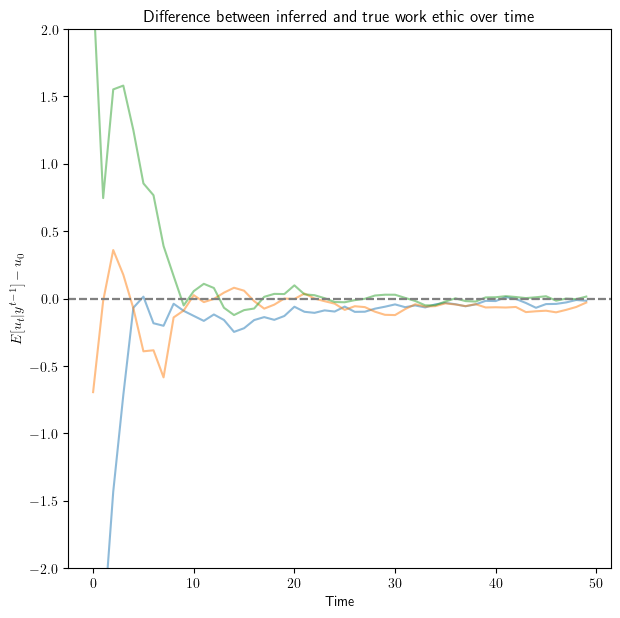 Difference between inferred and true work ethic over time
2.0
1.5
1.0
0.5
0.0
−0.5
−1.0
−1.5
−2.0
E[u_t|y^{t−1}] − u_0
0 10 20 30 40 50
Time